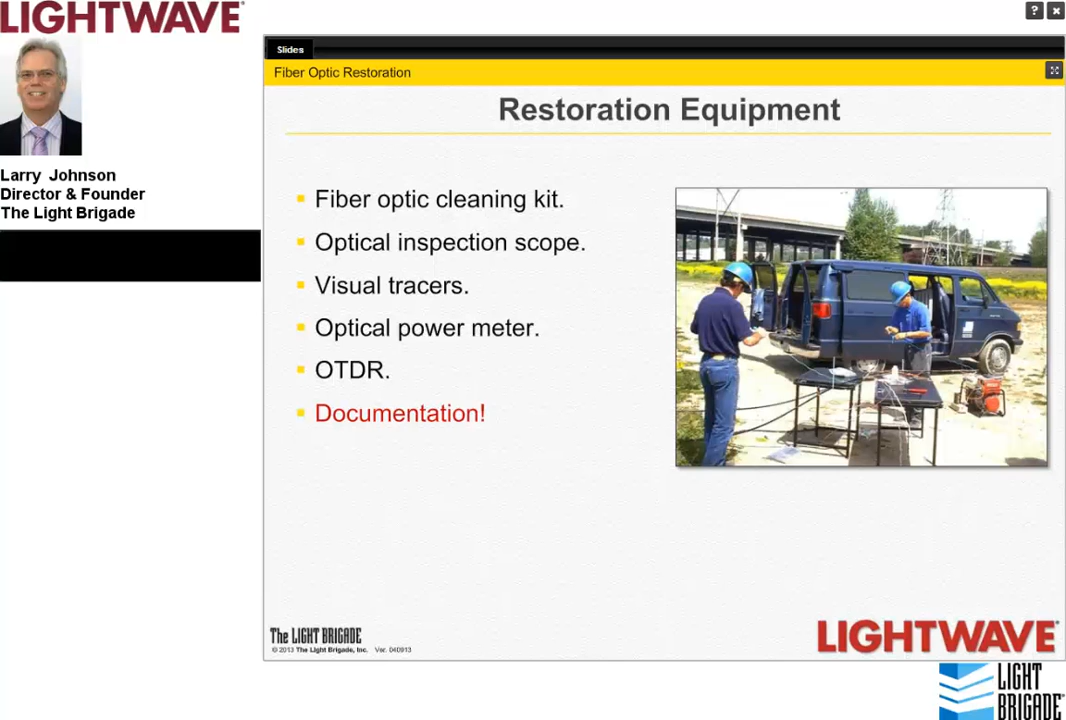 LIGHTWAVE
? ×
Slides
Fiber Optic Restoration
Restoration Equipment
Larry Johnson
Director & Founder
The Light Brigade
Fiber optic cleaning kit.
Optical inspection scope.
Visual tracers.
Optical power meter.
OTDR.
Documentation!
The LIGHT BRIGADE
© 2013 The Light Brigade, Inc. Ver. 040913
LIGHTWAVE
LIGHT
BRIGADE